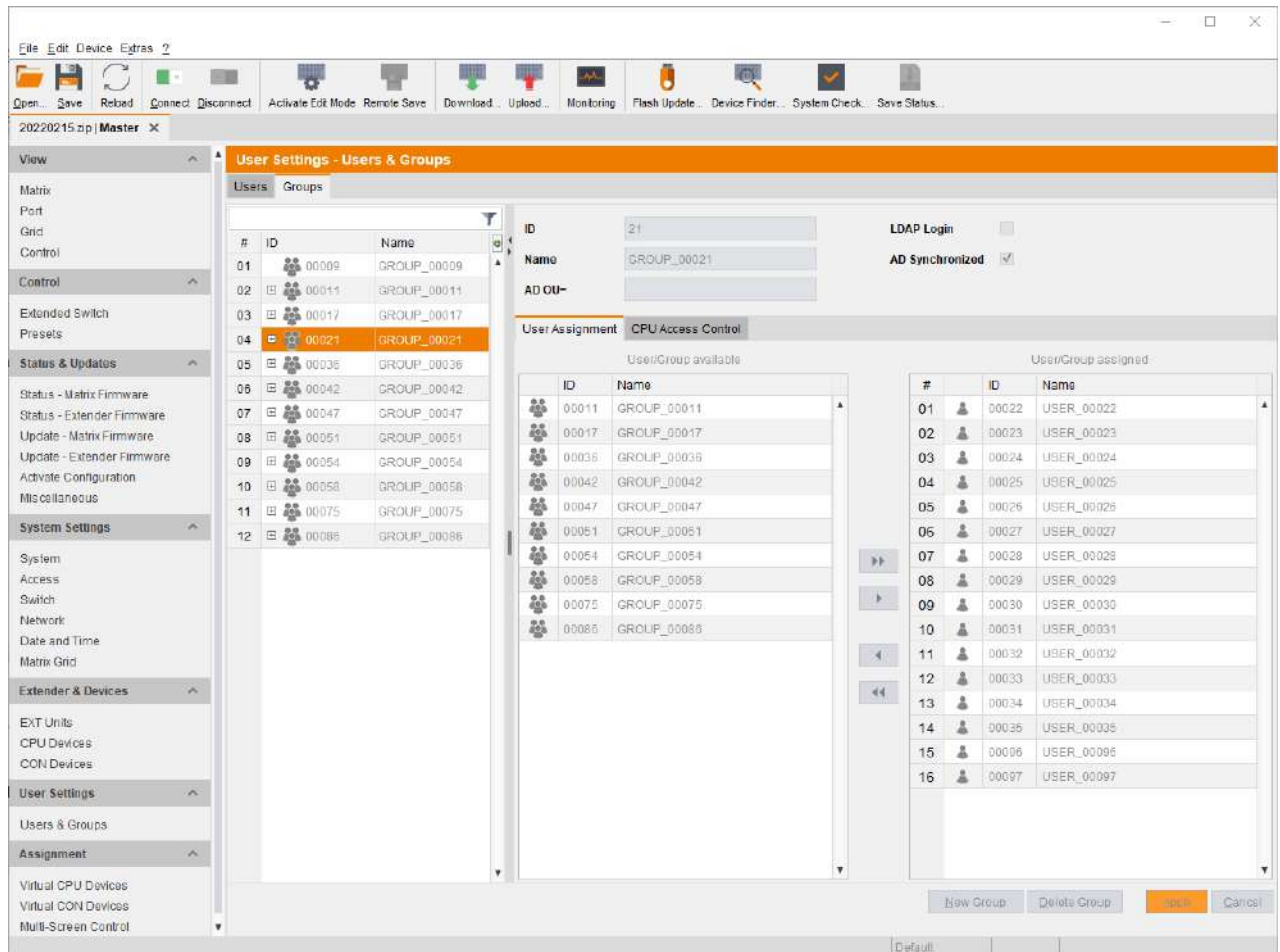 File Edit Device Extras ?
Open... Save Reload Connect Disconnect Activate Edit Mode Remote Save Download... Upload... Monitoring Flash Update... Device Finder... System Check... Save Status...
20220215.zip | Master
View
Matrix
Port
Grid
Control
Control
Extended Switch
Presets
Status & Updates
Status - Matrix Firmware
Status - Extender Firmware
Update - Matrix Firmware
Update - Extender Firmware
Activate Configuration
Miscellaneous
System Settings
System
Access
Switch
Network
Date and Time
Matrix Grid
Extender & Devices
EXT Units
CPU Devices
CON Devices
User Settings
Users & Groups
Assignment
Virtual CPU Devices
Virtual CON Devices
Multi-Screen Control
User Settings - Users & Groups
Users Groups
# ID Name
01 00009 GROUP_00009
02 00011 GROUP_00011
03 00017 GROUP_00017
04 00021 GROUP_00021
05 00036 GROUP_00036
06 00042 GROUP_00042
07 00047 GROUP_00047
08 00051 GROUP_00051
09 00054 GROUP_00054
10 00058 GROUP_00058
11 00075 GROUP_00075
12 00086 GROUP_00086
ID 21 LDAP Login
Name GROUP_00021 AD Synchronized
AD OU=
User Assignment CPU Access Control
User/Group available
ID Name
00011 GROUP_00011
00017 GROUP_00017
00036 GROUP_00036
00042 GROUP_00042
00047 GROUP_00047
00051 GROUP_00051
00054 GROUP_00054
00058 GROUP_00058
00075 GROUP_00075
00086 GROUP_00086
User/Group assigned
# ID Name
01 00022 USER_00022
02 00023 USER_00023
03 00024 USER_00024
04 00025 USER_00025
05 00026 USER_00026
06 00027 USER_00027
07 00028 USER_00028
08 00029 USER_00029
09 00030 USER_00030
10 00031 USER_00031
11 00032 USER_00032
12 00033 USER_00033
13 00034 USER_00034
14 00035 USER_00035
15 00096 USER_00096
16 00097 USER_00097
New Group Delete Group Apply Cancel
Default